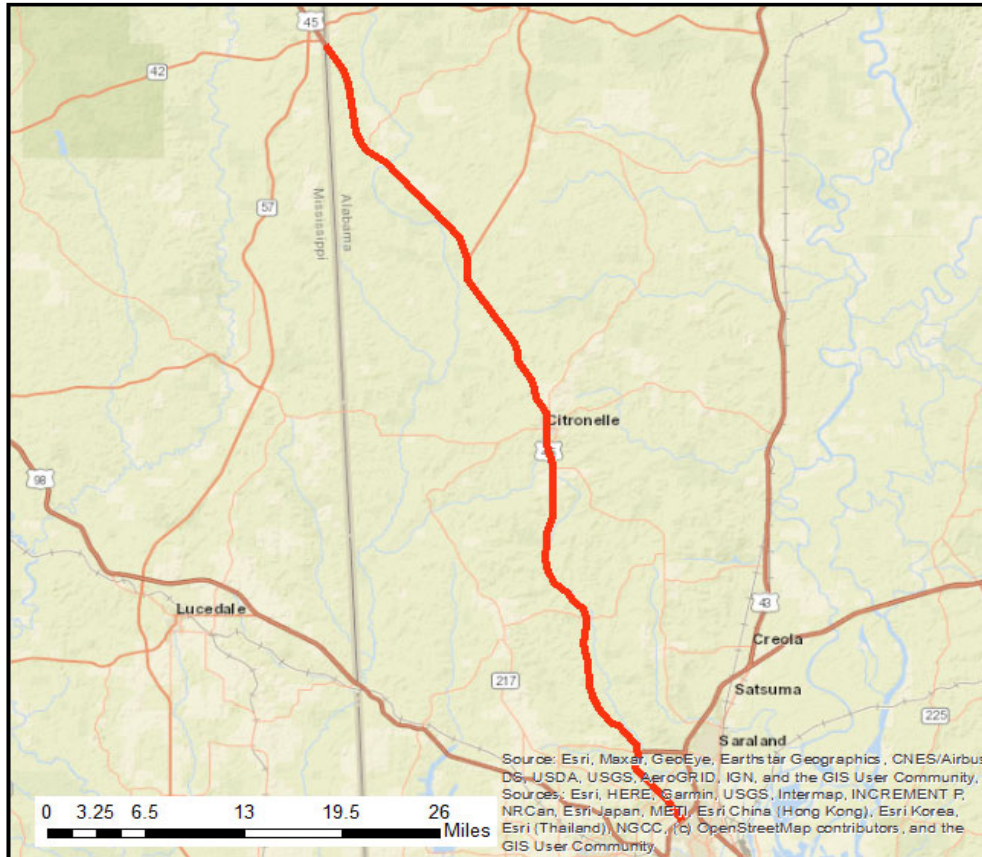 45
42
57
Mississippi
Alabama
Citronelle
45
98
Lucedale
43
Creola
217
Satsuma
225
Saraland
Source: Esri, Maxar, GeoEye, Earthstar Geographics, CNES/Airbus
DS, USDA, USGS, AeroGRID, IGN, and the GIS User Community,
Sources: Esri, HERE, Garmin, USGS, Intermap, INCREMENT P,
NRCan, Esri Japan, METI, Esri China (Hong Kong), Esri Korea,
Esri (Thailand), NGCC, (c) OpenStreetMap contributors, and the
GIS User Community
0 3.25 6.5 13 19.5 26
Miles